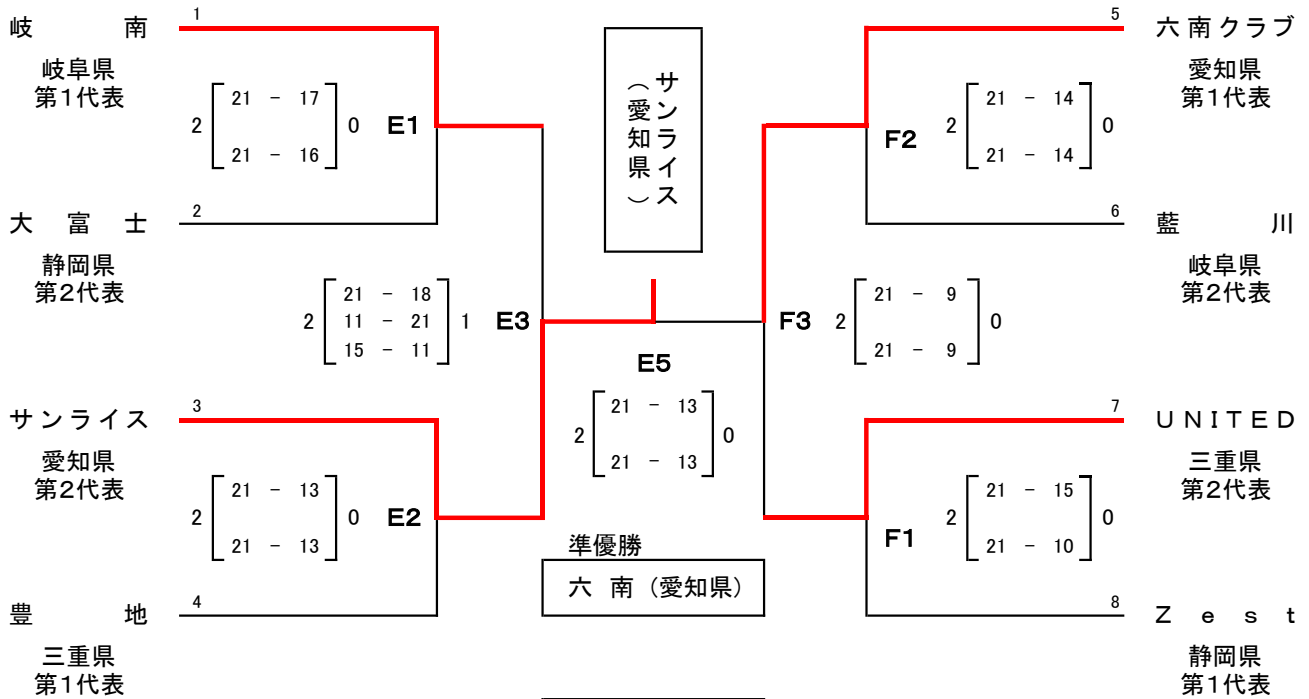 1
岐南
岐阜県
第1代表
2 [ 21 - 17 ] 0 E1
21 - 16
2
大富士
静岡県
第2代表
2 [ 21 - 18 ] 1 E3
11 - 21
15 - 11
3
サンライス
愛知県
第2代表
2 [ 21 - 13 ] 0 E2
21 - 13
4
豊地
三重県
第1代表
サンライス
(愛知県)
E5
2 [ 21 - 13 ] 0
21 - 13
準優勝
六南(愛知県)
5
六南クラブ
愛知県
第1代表
F2 2 [ 21 - 14 ] 0
21 - 14
6
藍川
岐阜県
第2代表
F3 2 [ 21 - 9 ] 0
21 - 9
7
UNITED
三重県
第2代表
F1 2 [ 21 - 15 ] 0
21 - 10
8
Zest
静岡県
第1代表